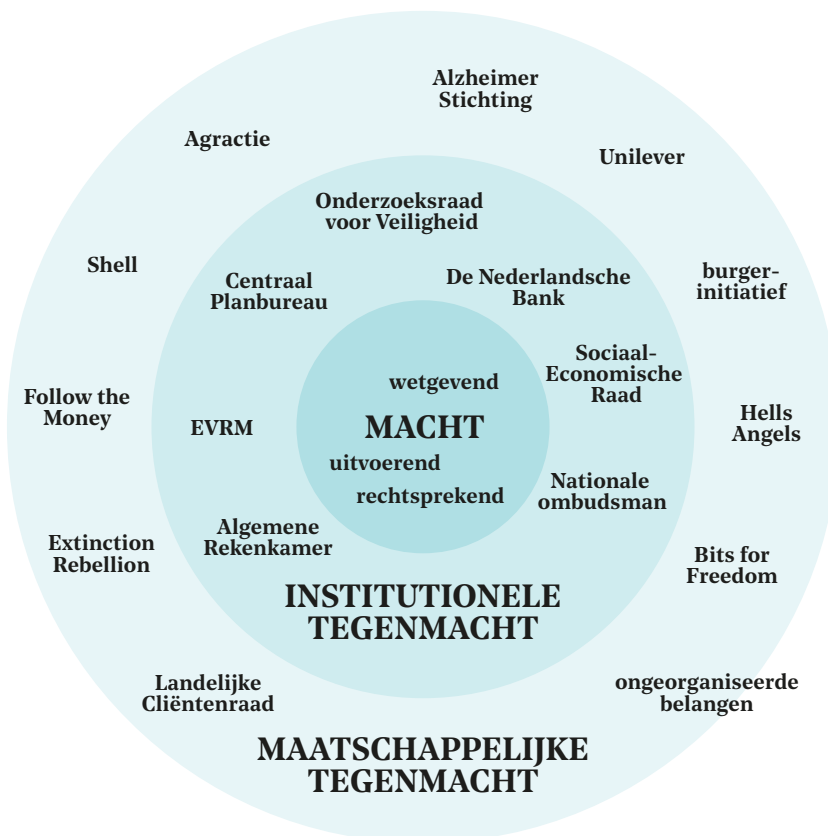 Alzheimer
Stichting
Agractie
Unilever
Onderzoeksraad
voor Veiligheid
Shell
Centraal
Planbureau
De Nederlandsche
Bank
burger-
initiatief
wetgevend
Sociaal-
Economische
Raad
Follow the
Money
EVRM
MACHT
Hells
Angels
uitvoerend
rechtsprekend
Nationale
ombudsman
Algemene
Rekenkamer
Extinction
Rebellion
Bits for
Freedom
INSTITUTIONELE
TEGENMACHT
Landelijke
Cliëntenraad
ongeorganiseerde
belangen
MAATSCHAPPELIJKE
TEGENMACHT